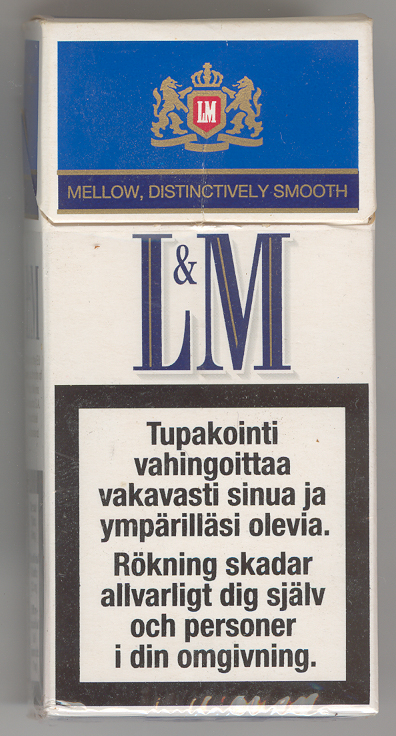 LM
MELLOW, DISTINCTIVELY SMOOTH
L&M
Tupakointi
vahingoittaa
vakavasti sinua ja
ympärilläsi olevia.
Rökning skadar
allvarligt dig själv
och personer
i din omgivning.